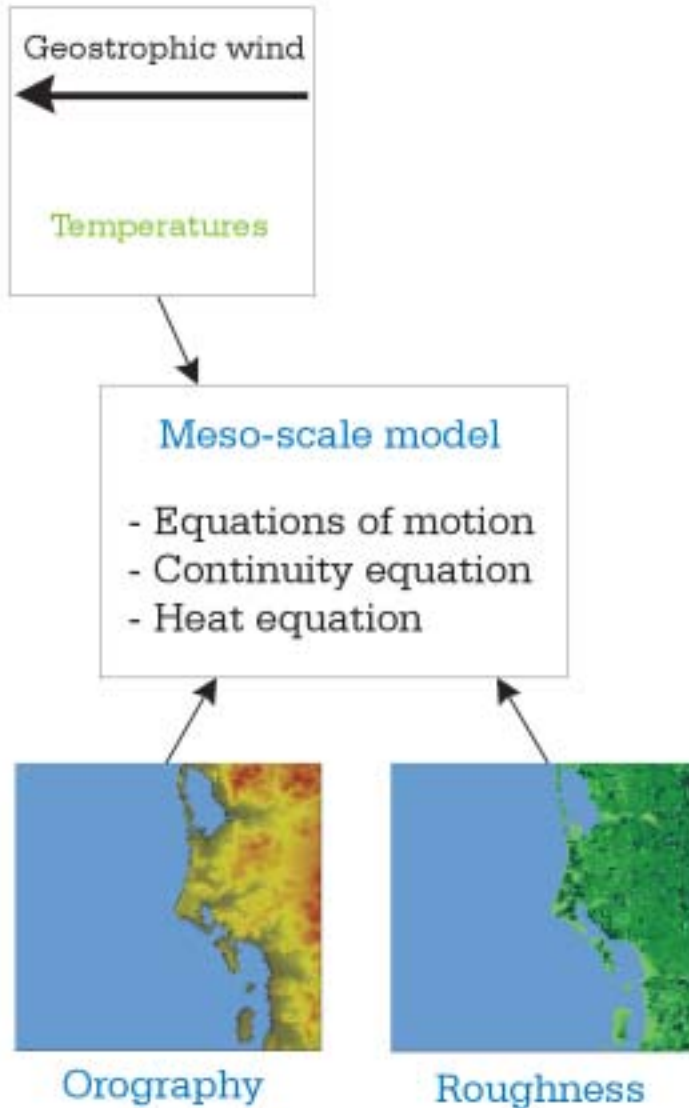 Geostrophic wind
Temperatures
Meso-scale model
- Equations of motion
- Continuity equation
- Heat equation
Orography
Roughness